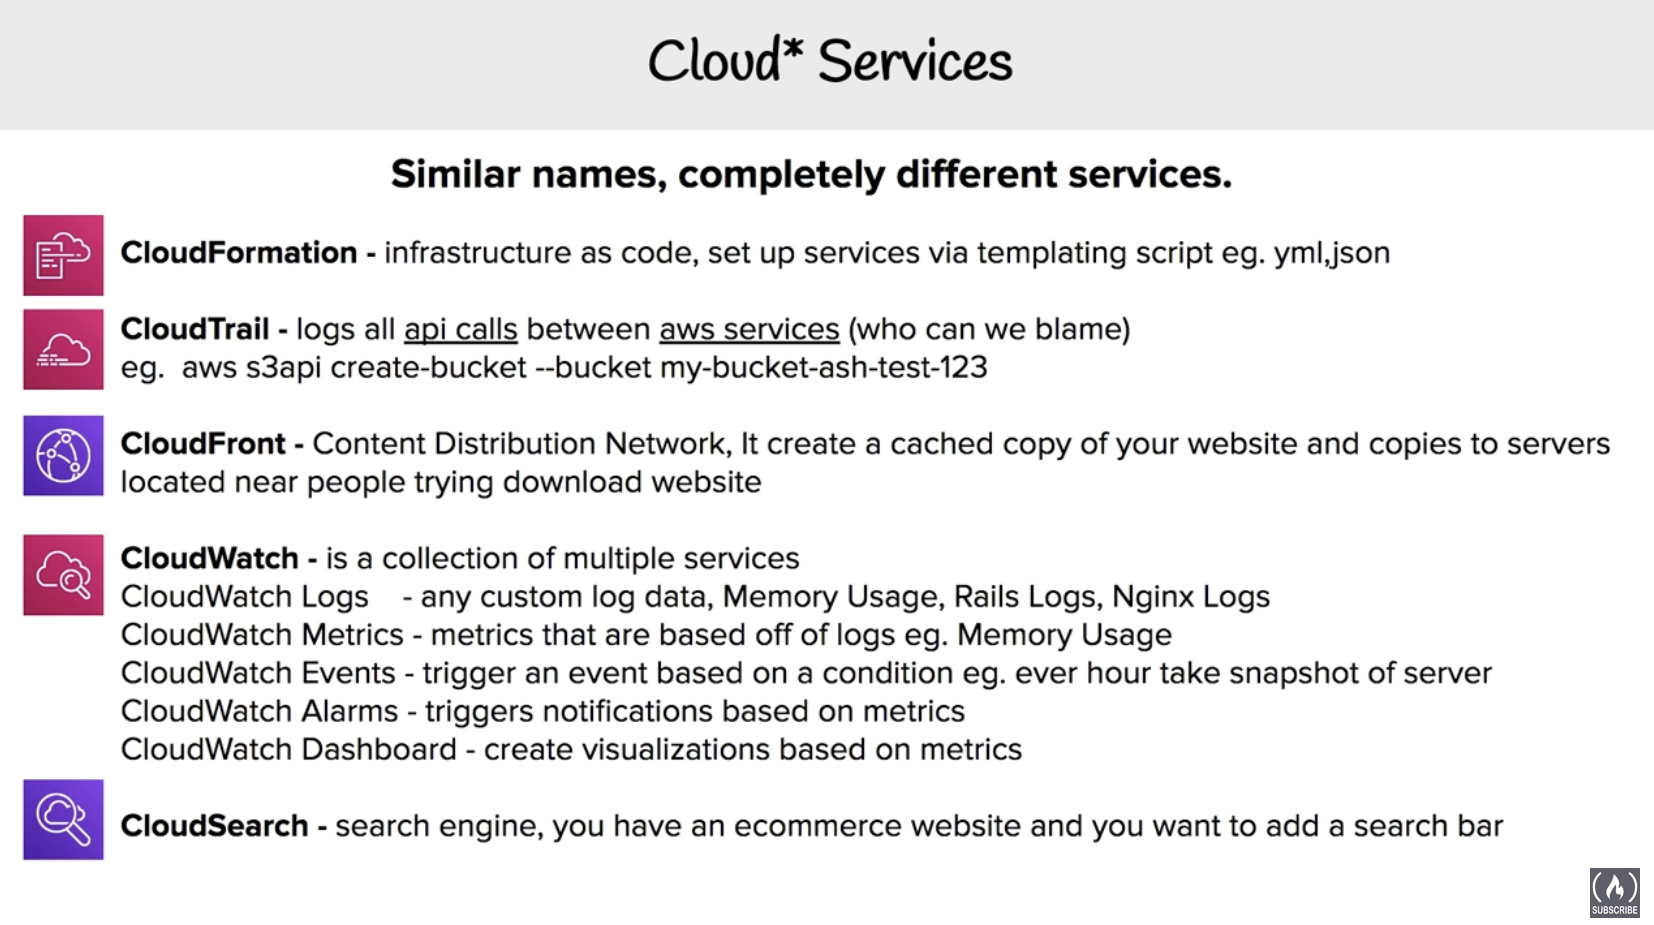 Cloud* Services
Similar names, completely different services.
CloudFormation - infrastructure as code, set up services via templating script eg. yml,json
CloudTrail - logs all api calls between aws services (who can we blame)
eg. aws s3api create-bucket --bucket my-bucket-ash-test-123
CloudFront - Content Distribution Network, It create a cached copy of your website and copies to servers
located near people trying download website
CloudWatch - is a collection of multiple services
CloudWatch Logs - any custom log data, Memory Usage, Rails Logs, Nginx Logs
CloudWatch Metrics - metrics that are based off of logs eg. Memory Usage
CloudWatch Events - trigger an event based on a condition eg. ever hour take snapshot of server
CloudWatch Alarms - triggers notifications based on metrics
CloudWatch Dashboard - create visualizations based on metrics
CloudSearch - search engine, you have an ecommerce website and you want to add a search bar
SUBSCRIBE